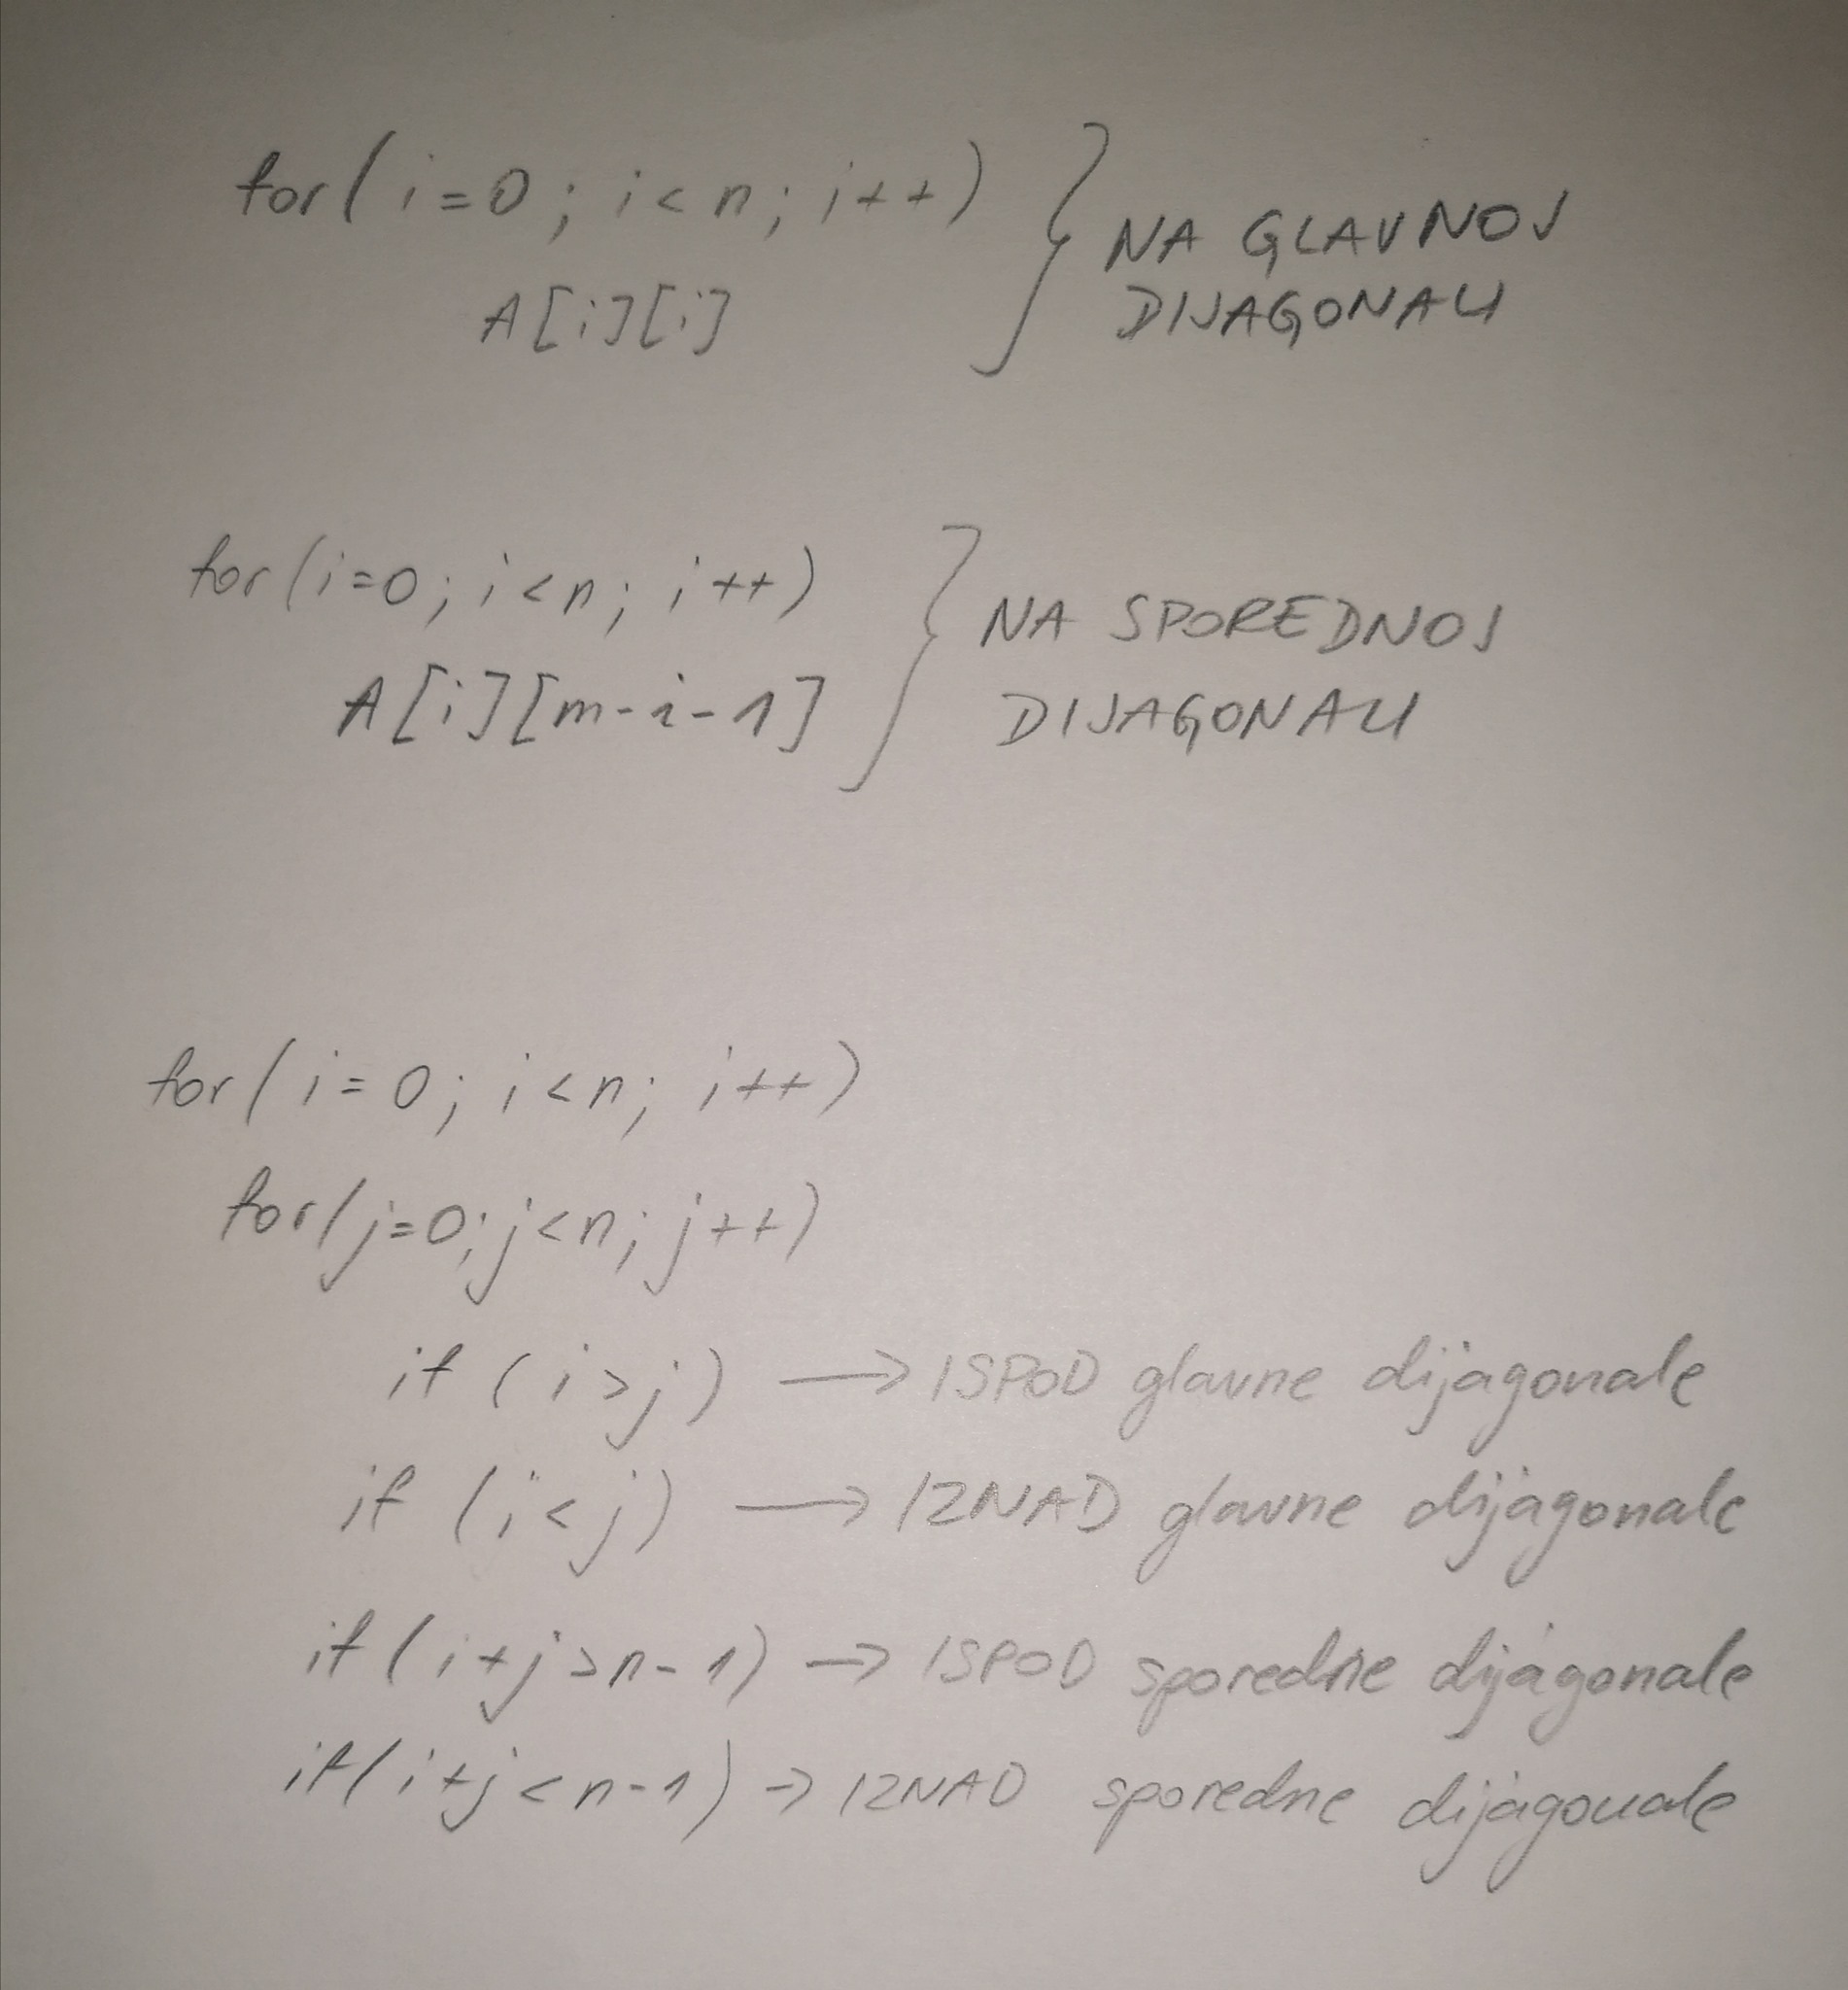 for(i=0; i<n; i++) } NA GLAVNOJ
A[i][i] DIJAGONALI
for(i=0; i<n; i++) } NA SPOREDNOJ
A[i][m-i-1] DIJAGONALI
for(i=0; i<n; i++)
for(j=0; j<n; j++)
if (i>j) → ISPOD glavne dijagonale
if (i<j) → IZNAD glavne dijagonale
if (i+j>n-1) → ISPOD sporedne dijagonale
if(i+j<n-1) → IZNAD sporedne dijagonale